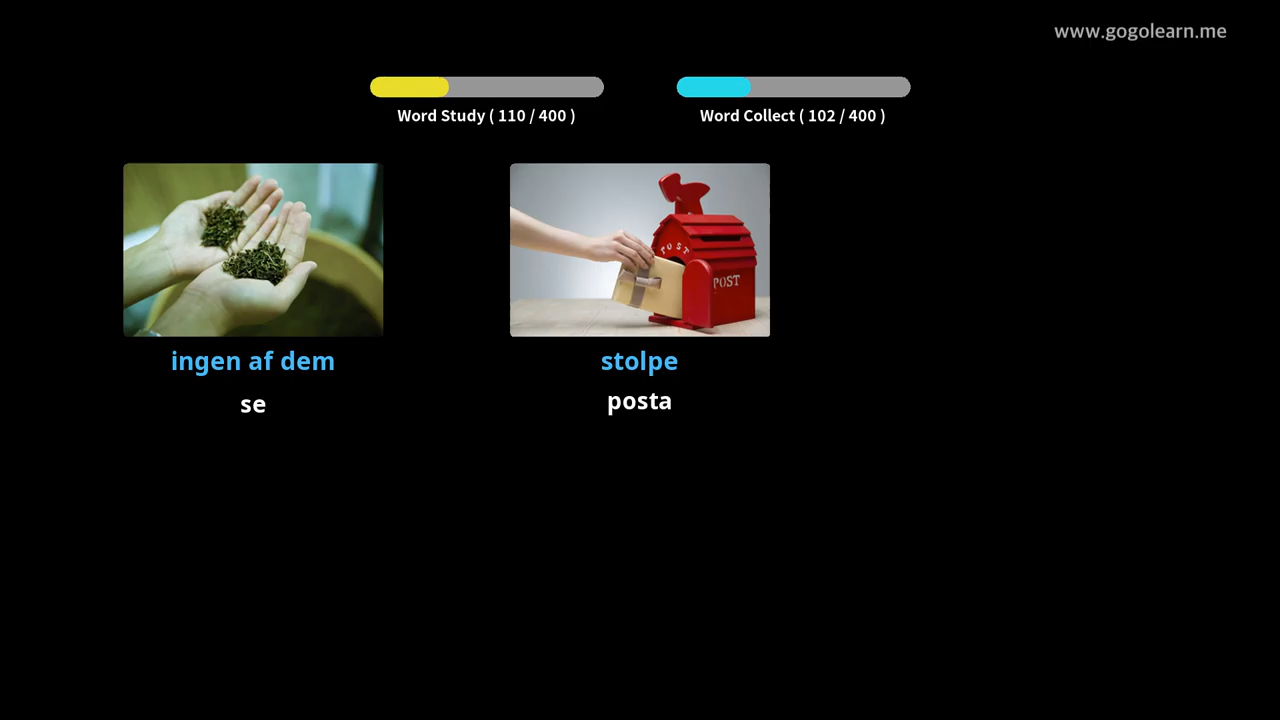 www.gogolearn.me
Word Study ( 110 / 400 )
Word Collect ( 102 / 400 )
POST
POST
ingen af dem
stolpe
se
posta